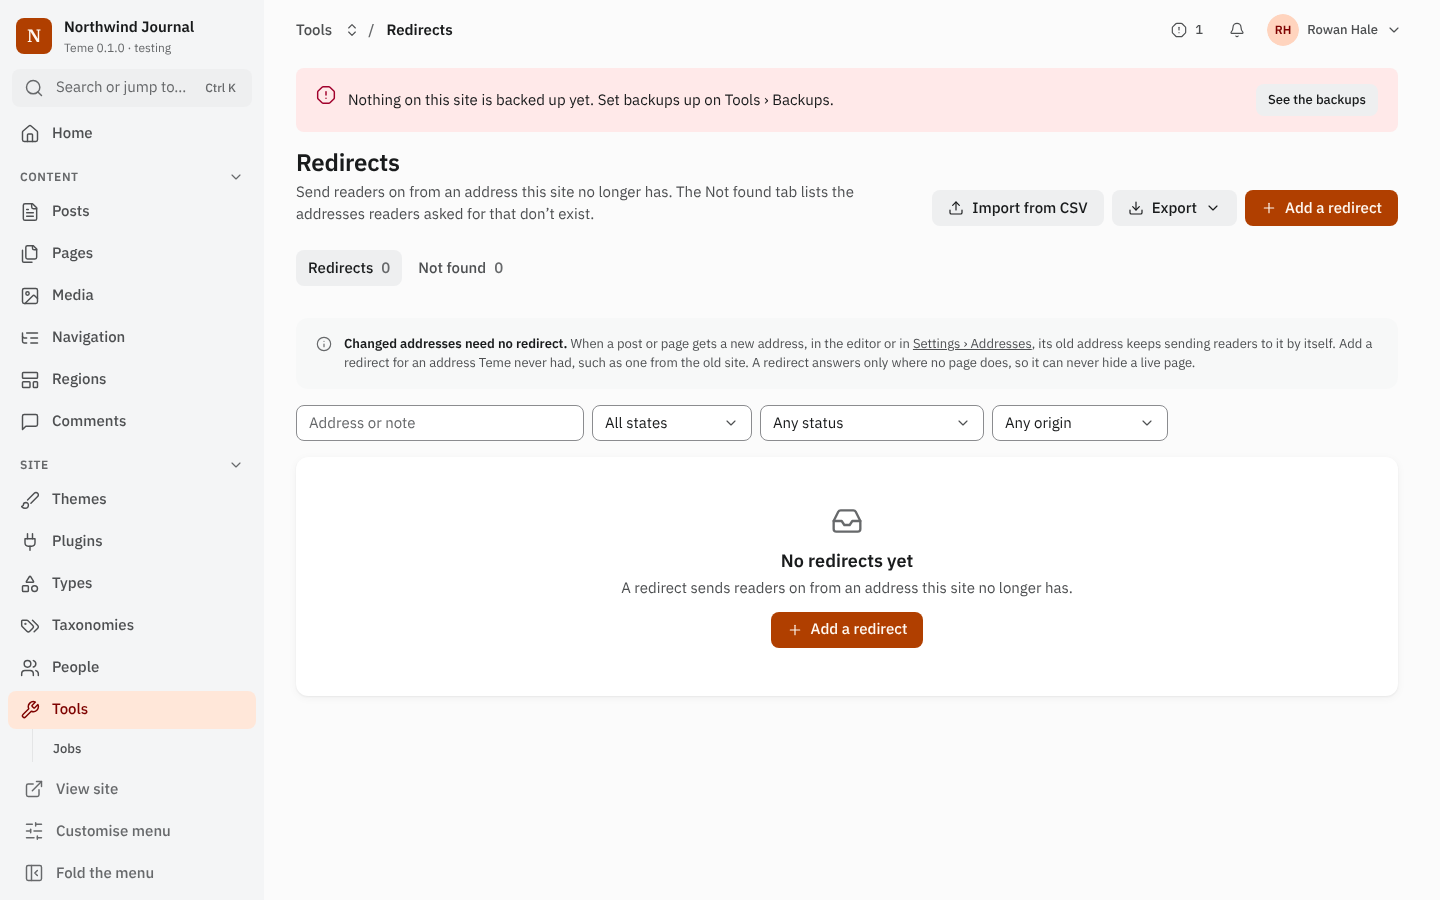 N
Northwind Journal
Teme 0.1.0 · testing
Search or jump to...
Ctrl K
Home
CONTENT
Posts
Pages
Media
Navigation
Regions
Comments
SITE
Themes
Plugins
Types
Taxonomies
People
Tools
Jobs
View site
Customise menu
Fold the menu
Tools / Redirects
1
RH
Rowan Hale
Nothing on this site is backed up yet. Set backups up on Tools › Backups.
See the backups
Redirects
Send readers on from an address this site no longer has. The Not found tab lists the
addresses readers asked for that don’t exist.
Import from CSV
Export
Add a redirect
Redirects 0
Not found 0
Changed addresses need no redirect. When a post or page gets a new address, in the editor or in Settings › Addresses, its old address keeps sending readers to it by itself. Add a
redirect for an address Teme never had, such as one from the old site. A redirect answers only where no page does, so it can never hide a live page.
Address or note
All states
Any status
Any origin
No redirects yet
A redirect sends readers on from an address this site no longer has.
Add a redirect